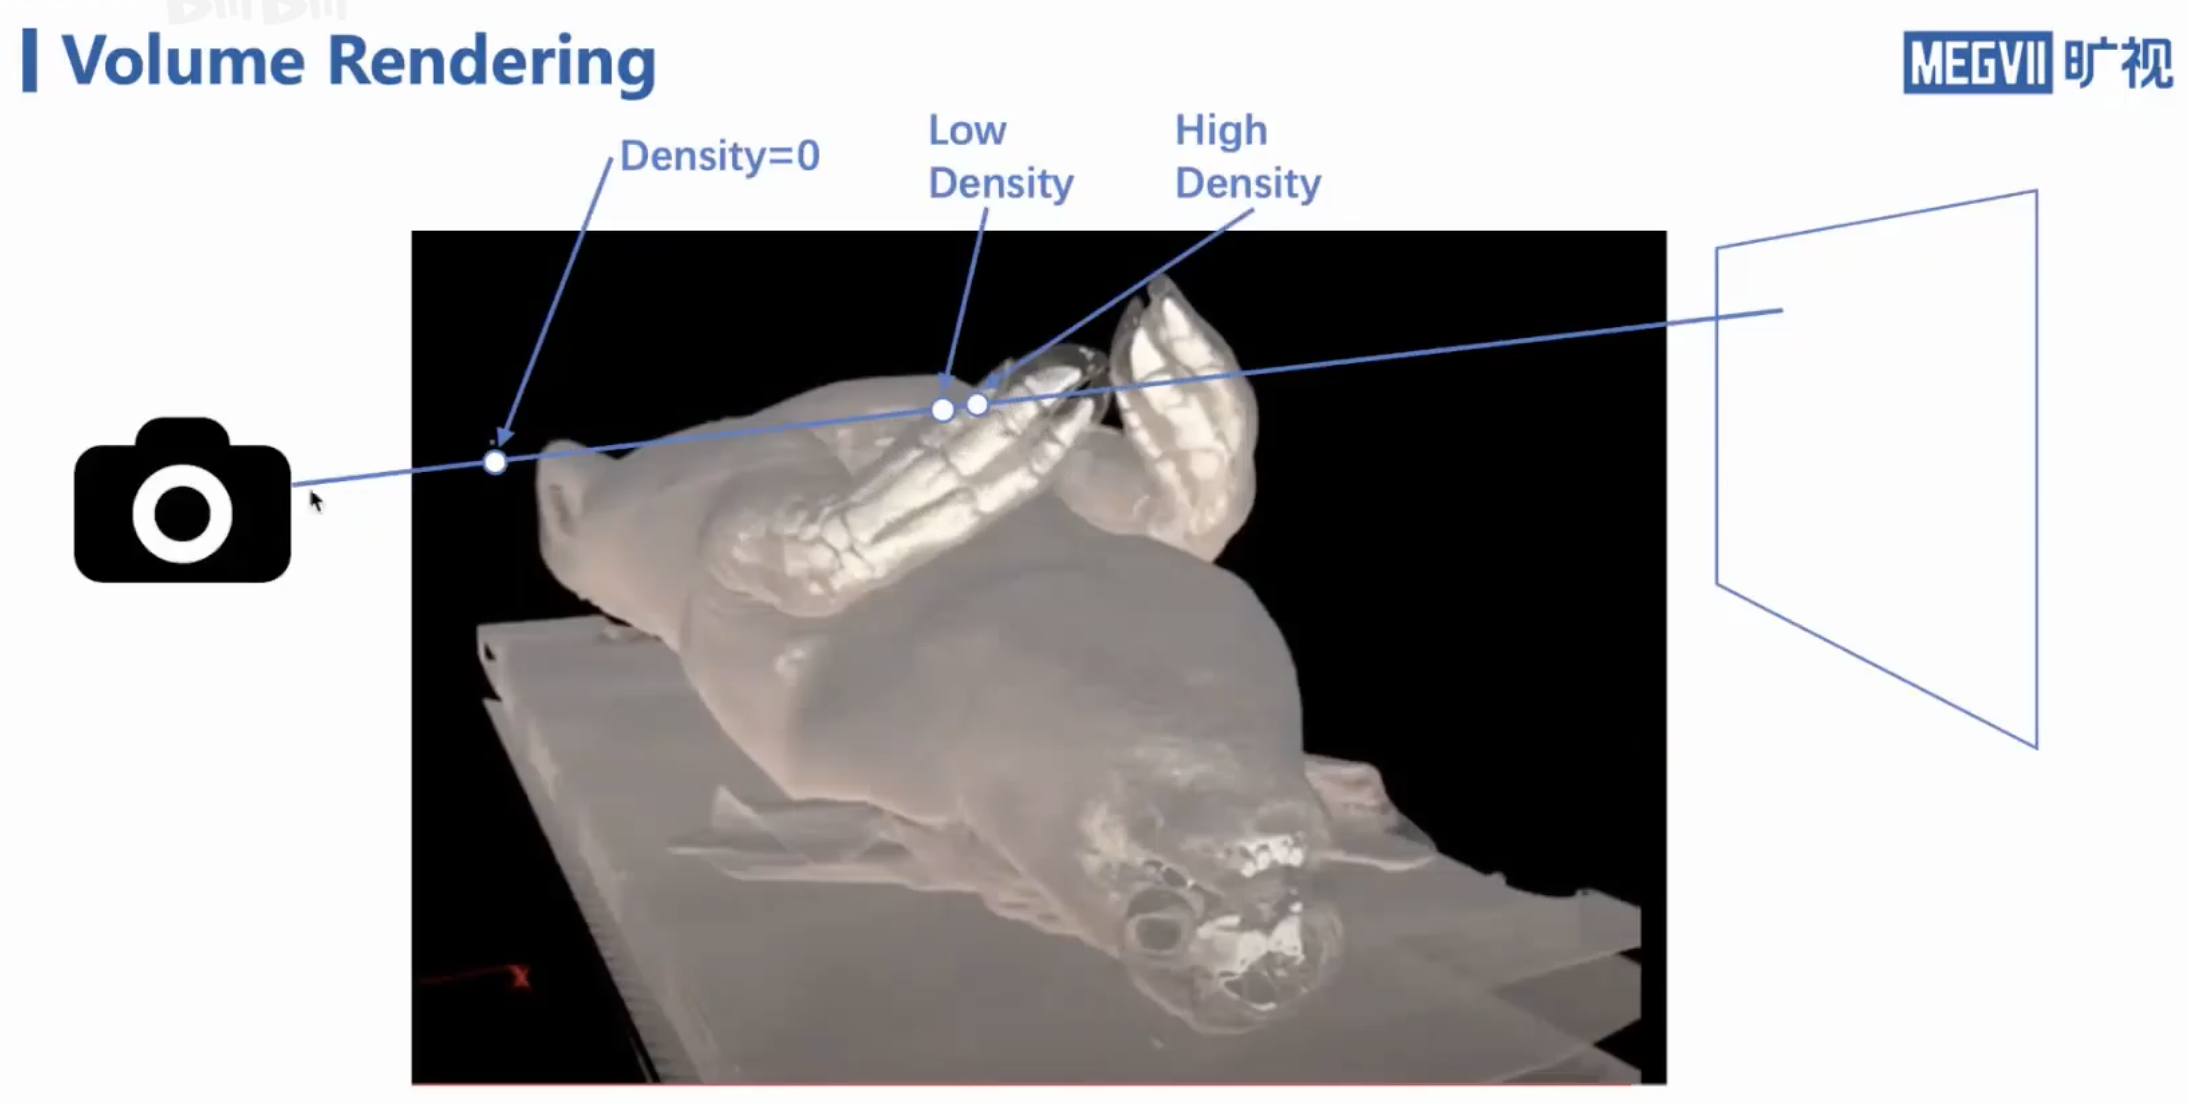 Volume Rendering
MEGVII 旷视
Density=0
Low
Density
High
Density
X